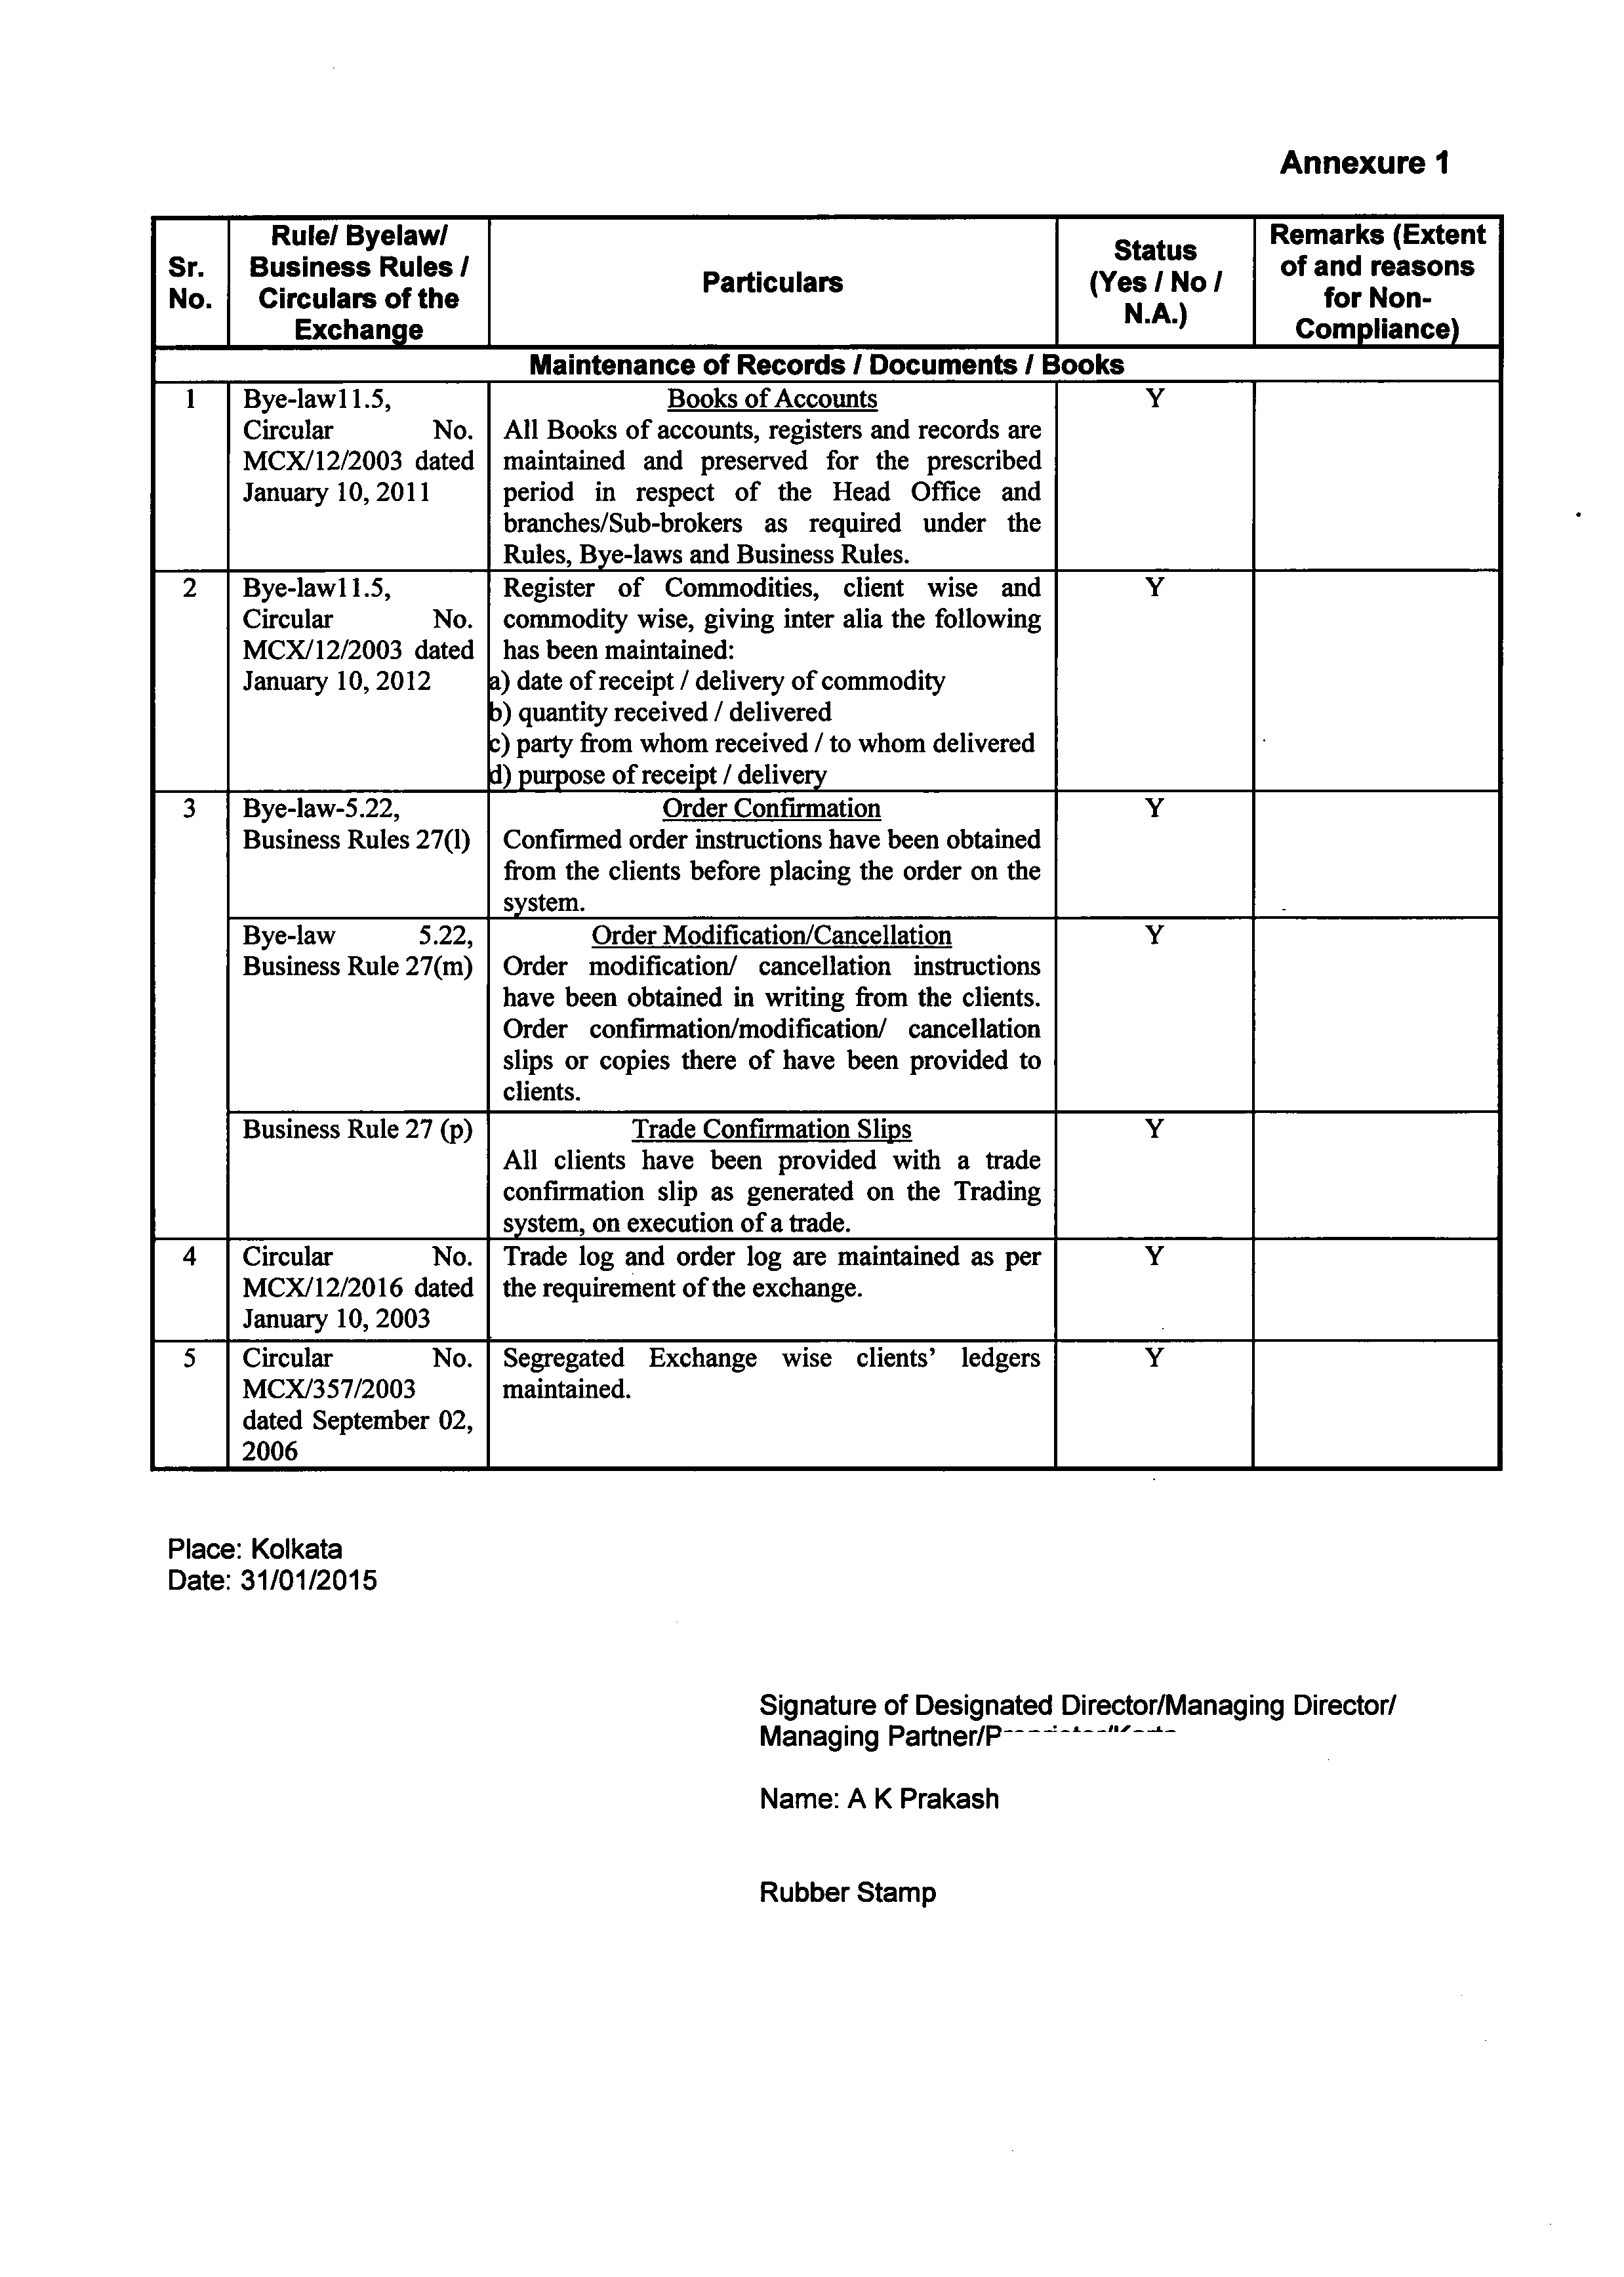 Annexure 1
Sr.
No.
Rule/ Byelaw/
Business Rules /
Circulars of the
Exchange
Particulars
Status
(Yes / No /
N.A.)
Remarks (Extent
of and reasons
for Non-
Compliance)
Maintenance of Records / Documents / Books
1
Bye-law11.5,
Circular No.
MCX/12/2003 dated
January 10, 2011
Books of Accounts
All Books of accounts, registers and records are
maintained and preserved for the prescribed
period in respect of the Head Office and
branches/Sub-brokers as required under the
Rules, Bye-laws and Business Rules.
Y
2
Bye-law11.5,
Circular No.
MCX/12/2003 dated
January 10, 2012
Register of Commodities, client wise and
commodity wise, giving inter alia the following
has been maintained:
a) date of receipt / delivery of commodity
b) quantity received / delivered
c) party from whom received / to whom delivered
d) purpose of receipt / delivery
Y
3
Bye-law-5.22,
Business Rules 27(l)
Order Confirmation
Confirmed order instructions have been obtained
from the clients before placing the order on the
system.
Y
Bye-law 5.22,
Business Rule 27(m)
Order Modification/Cancellation
Order modification/ cancellation instructions
have been obtained in writing from the clients.
Order confirmation/modification/ cancellation
slips or copies there of have been provided to
clients.
Y
Business Rule 27 (p)
Trade Confirmation Slips
All clients have been provided with a trade
confirmation slip as generated on the Trading
system, on execution of a trade.
Y
4
Circular No.
MCX/12/2016 dated
January 10, 2003
Trade log and order log are maintained as per
the requirement of the exchange.
Y
5
Circular No.
MCX/357/2003
dated September 02,
2006
Segregated Exchange wise clients' ledgers
maintained.
Y
Place: Kolkata
Date: 31/01/2015
Signature of Designated Director/Managing Director/
Managing Partner/
Name: A K Prakash
Rubber Stamp